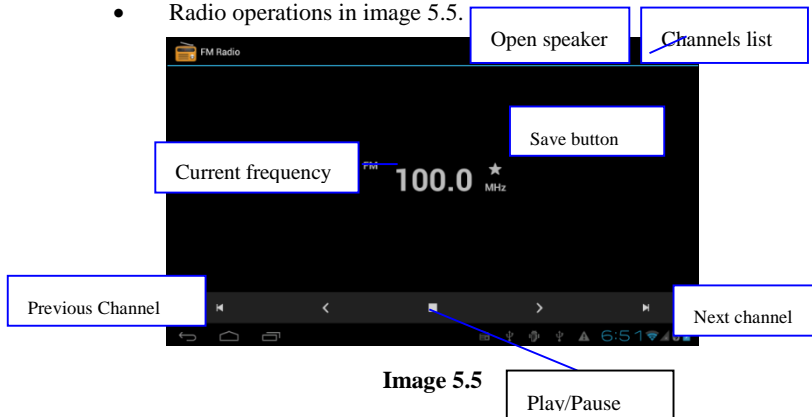 • Radio operations in image 5.5.
Open speaker
Channels list
FM Radio
Save button
Current frequency
FM
100.0
MHz
Previous Channel
Next channel
6:51
Image 5.5
Play/Pause